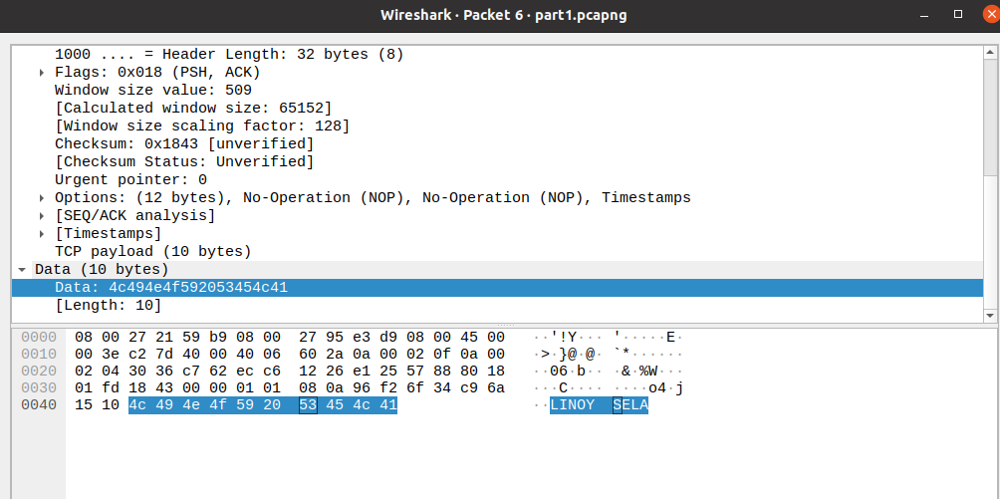 Wireshark · Packet 6 · part1.pcapng
1000 .... = Header Length: 32 bytes (8)
Flags: 0x018 (PSH, ACK)
Window size value: 509
[Calculated window size: 65152]
[Window size scaling factor: 128]
Checksum: 0x1843 [unverified]
[Checksum Status: Unverified]
Urgent pointer: 0
Options: (12 bytes), No-Operation (NOP), No-Operation (NOP), Timestamps
[SEQ/ACK analysis]
[Timestamps]
TCP payload (10 bytes)
Data (10 bytes)
Data: 4c494e4f592053454c41
[Length: 10]
0000 08 00 27 21 59 b9 08 00 27 95 e3 d9 08 00 45 00 ··'!Y··· '·····E·
0010 00 3e c2 7d 40 00 40 06 60 2a 0a 00 02 0f 0a 00 ·>·}@·@· `*······
0020 02 04 30 36 c7 62 ec c6 12 26 e1 25 57 88 80 18 ··06·b·· ·&·%W···
0030 01 fd 18 43 00 00 01 01 08 0a 96 f2 6f 34 c9 6a ···C···· ····o4·j
0040 15 10 4c 49 4e 4f 59 20 53 45 4c 41 ··LINOY SELA